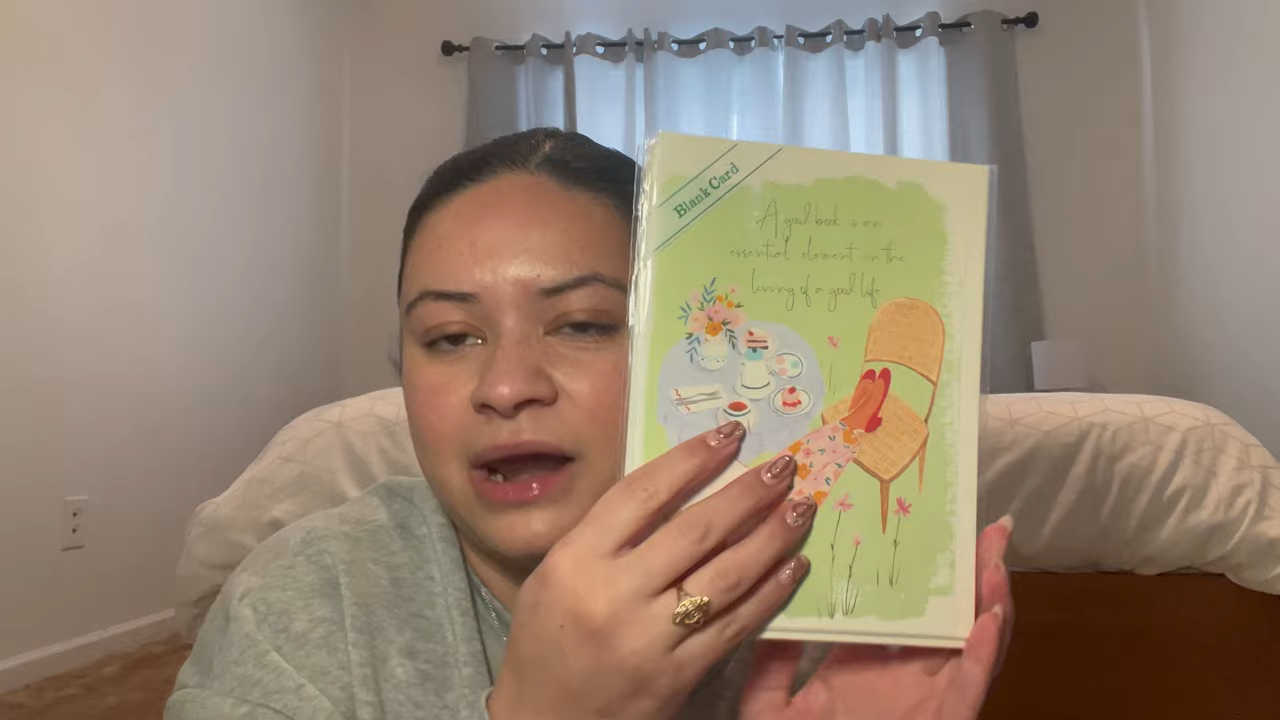 Blank Card
A good book is an
essential element in the
living of a good life